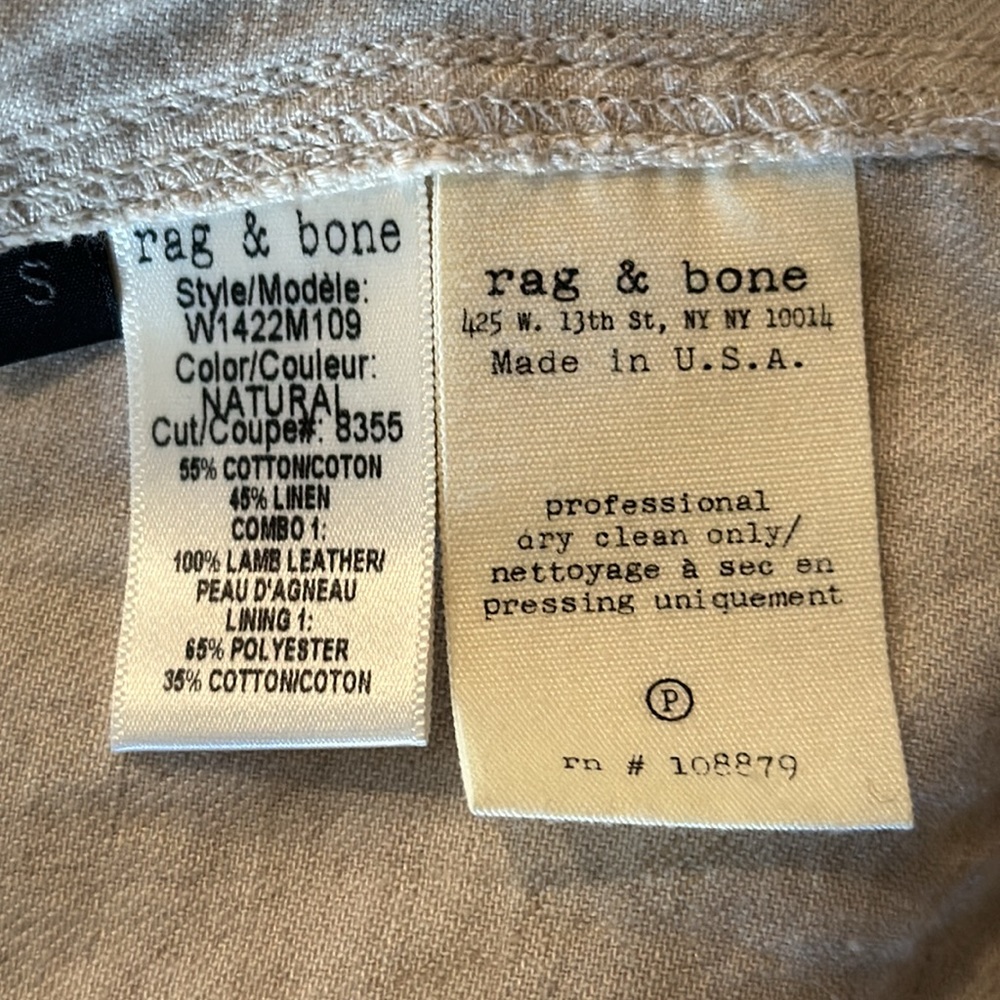 S
rag & bone
Style/Modèle:
W1422M109
Color/Couleur:
NATURAL
Cut/Coupe#: 8355
55% COTTON/COTON
45% LINEN
COMBO 1:
100% LAMB LEATHER/
PEAU D'AGNEAU
LINING 1:
65% POLYESTER
35% COTTON/COTON
rag & bone
425 W. 13th St, NY NY 10014
Made in U.S.A.
professional
dry clean only/
nettoyage à sec en
pressing uniquement
P
rn # 108879